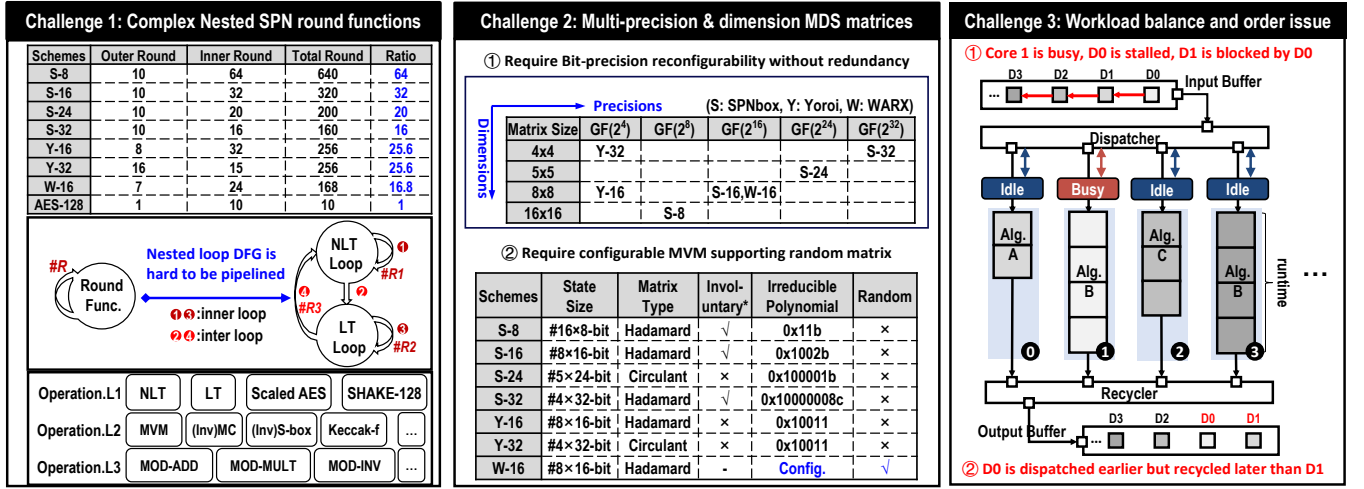 Challenge 1: Complex Nested SPN round functions
Schemes Outer Round Inner Round Total Round Ratio
S-8 10 64 640 64
S-16 10 32 320 32
S-24 10 20 200 20
S-32 10 16 160 16
Y-16 8 32 256 25.6
Y-32 16 15 256 25.6
W-16 7 24 168 16.8
AES-128 1 10 10 1
#R
Round Func.
Nested loop DFG is
hard to be pipelined
❶❸:inner loop
❷❹:inter loop
NLT Loop
❶
#R1
❹
#R3
❷
LT Loop
❸
#R2
Operation.L1 NLT LT Scaled AES SHAKE-128
Operation.L2 MVM (Inv)MC (Inv)S-box Keccak-f ...
Operation.L3 MOD-ADD MOD-MULT MOD-INV ...
Challenge 2: Multi-precision & dimension MDS matrices
① Require Bit-precision reconfigurability without redundancy
Precisions (S: SPNbox, Y: Yoroi, W: WARX)
Dimensions
Matrix Size GF(2⁴) GF(2⁸) GF(2¹⁶) GF(2²⁴) GF(2³²)
4x4 Y-32 S-32
5x5 S-24
8x8 Y-16 S-16,W-16
16x16 S-8
② Require configurable MVM supporting random matrix
Schemes State Size Matrix Type Invol-untary* Irreducible Polynomial Random
S-8 #16×8-bit Hadamard √ 0x11b ×
S-16 #8×16-bit Hadamard √ 0x1002b ×
S-24 #5×24-bit Circulant × 0x100001b ×
S-32 #4×32-bit Hadamard √ 0x10000008c ×
Y-16 #8×16-bit Hadamard × 0x10011 ×
Y-32 #4×32-bit Circulant × 0x10011 ×
W-16 #8×16-bit Hadamard - Config. √
Challenge 3: Workload balance and order issue
① Core 1 is busy, D0 is stalled, D1 is blocked by D0
D3 D2 D1 D0
... Input Buffer
Dispatcher
Idle Busy Idle Idle
Alg. A
Alg. B
Alg. C
Alg. B
runtime
...
0 1 2 3
Recycler
D3 D2 D0 D1
Output Buffer ...
② D0 is dispatched earlier but recycled later than D1